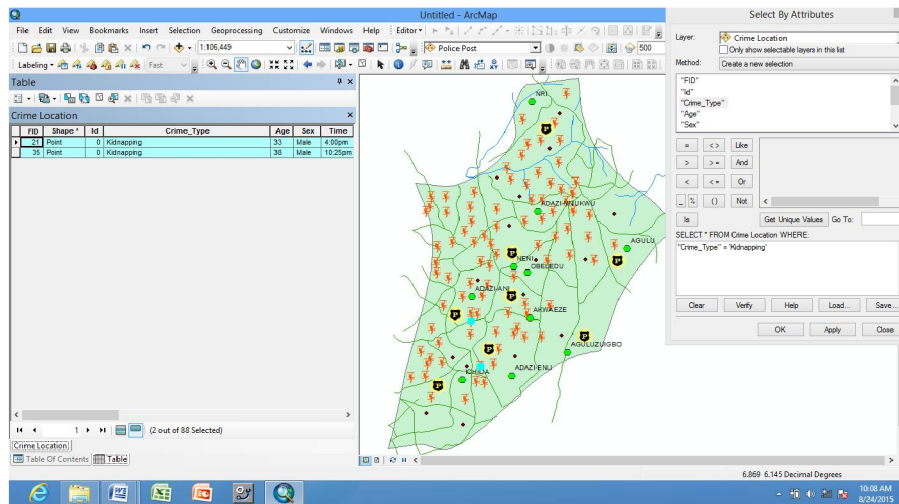 Untitled - ArcMap
File Edit View Bookmarks Insert Selection Geoprocessing Customize Windows Help Editor
1:106,449
Police Post
500
Labeling Fast
Table
Crime Location
FID Shape * Id Crime_Type Age Sex Time
21 Point 0 Kidnapping 33 Male 4:00pm
35 Point 0 Kidnapping 38 Male 10:25pm
1
(2 out of 88 Selected)
Crime Location
Table Of Contents Table
NRI
AGULU
NENI
OBELEDU
ADAZI-ANI
AKWAEZE
AGULUZUIGBO
ADAZI-ENU
Select By Attributes
Layer: Crime Location
Only show selectable layers in this list
Method: Create a new selection
"FID"
"Id"
"Crime_Type"
"Age"
"Sex"
= < > Like
> > = And
< < = Or
_ % ( ) Not
Is Get Unique Values Go To:
SELECT * FROM Crime Location WHERE:
"Crime_Type" = 'Kidnapping'
Clear Verify Help Load... Save...
OK Apply Close
6.869 6.145 Decimal Degrees
10:08 AM
8/24/2015